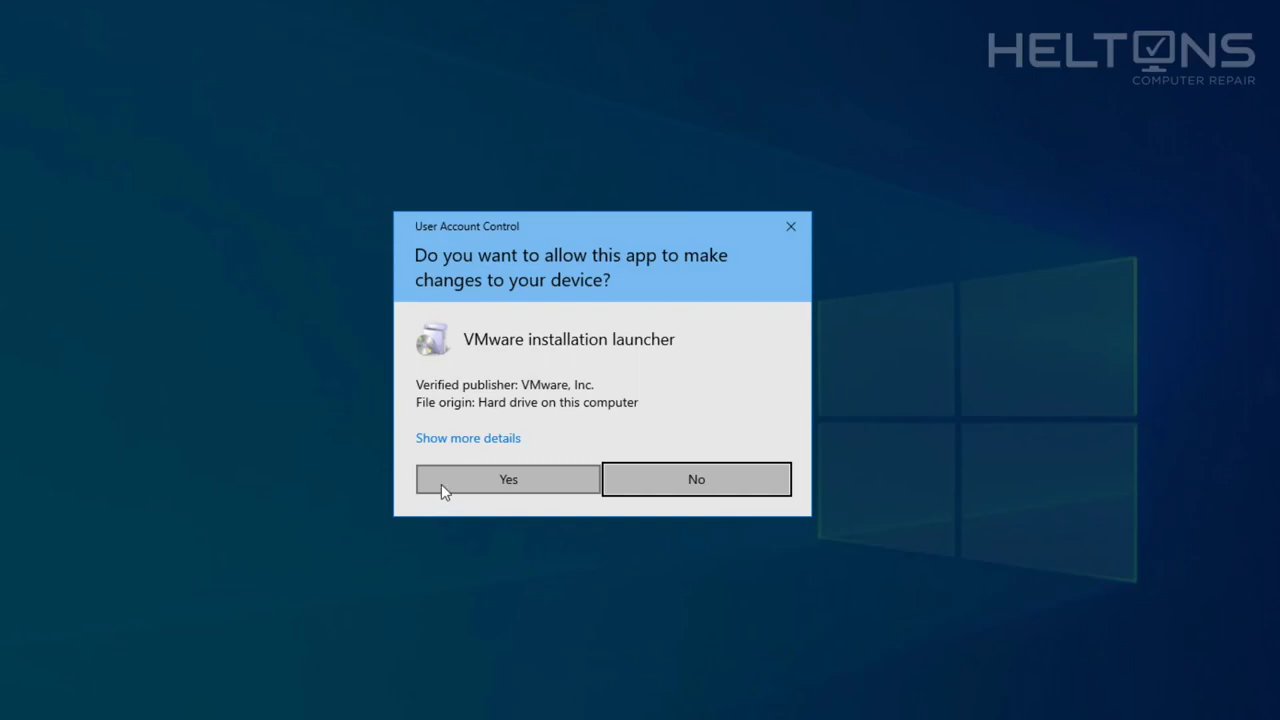 HELTONS
COMPUTER REPAIR
User Account Control
Do you want to allow this app to make
changes to your device?
VMware installation launcher
Verified publisher: VMware, Inc.
File origin: Hard drive on this computer
Show more details
Yes No